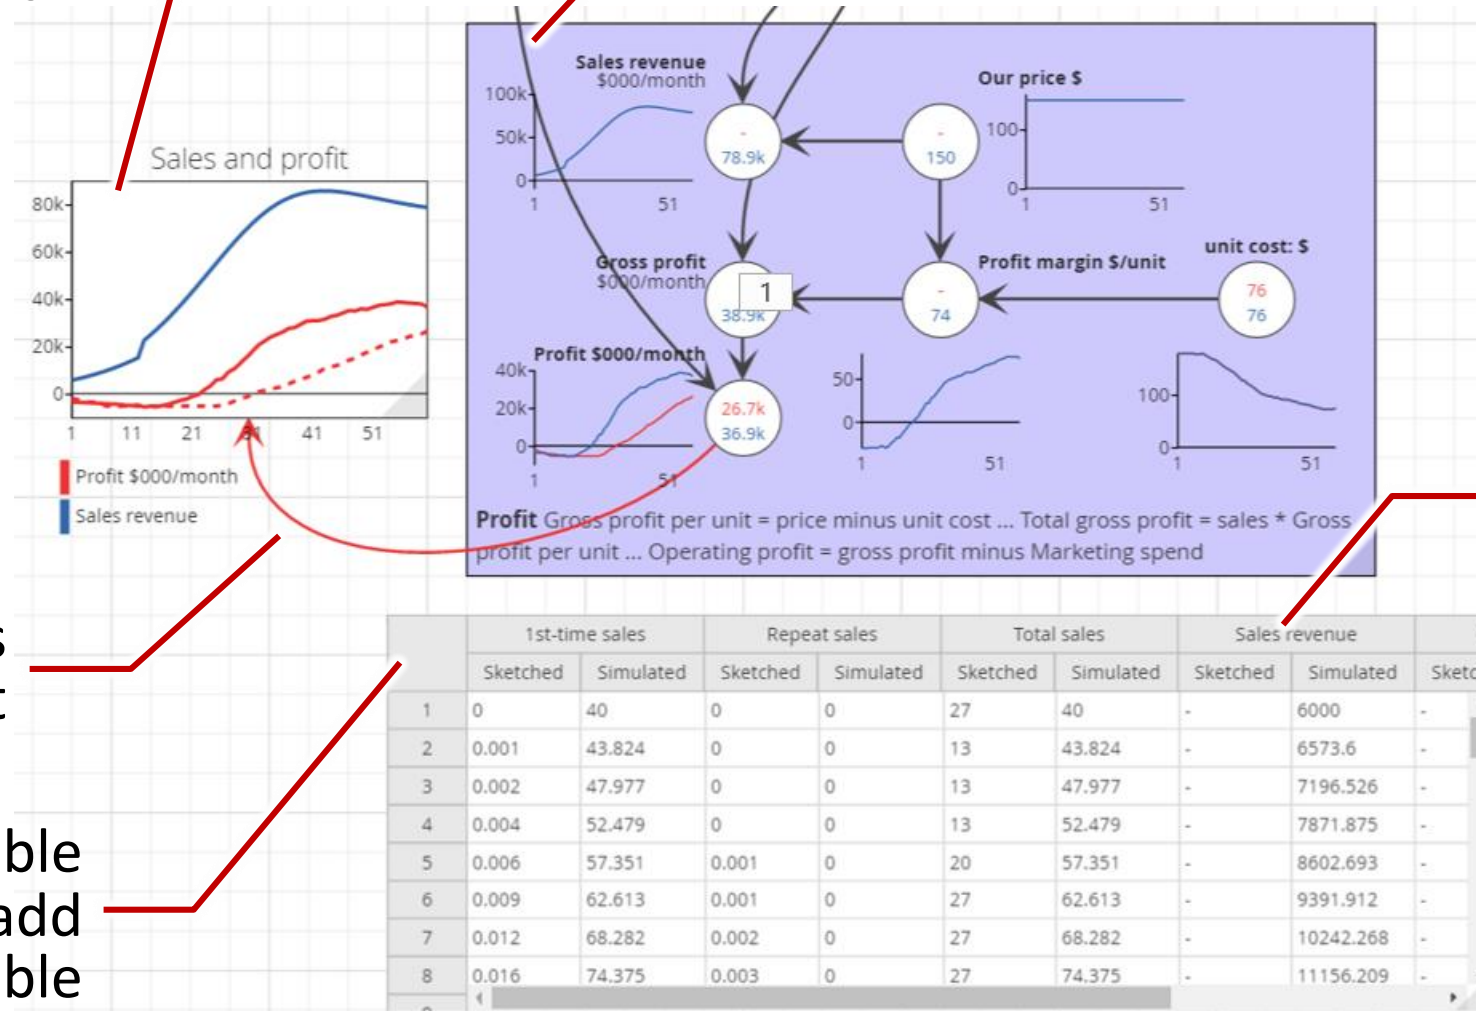 Sales and profit
80k
60k
40k
20k
0
1 11 21 31 41 51
Profit $000/month
Sales revenue
Sales revenue
$000/month
100k
50k
0
1 51
-
78.9k
-
150
Our price $
100
0
1 51
Gross profit
$000/month
1
38.9k
-
74
Profit margin $/unit
unit cost: $
76
76
Profit $000/month
40k
20k
0
1 51
26.7k
36.9k
50
0
1 51
100
0
1 51
Profit Gross profit per unit = price minus unit cost ... Total gross profit = sales * Gross
profit per unit ... Operating profit = gross profit minus Marketing spend
ble
add
ble
1st-time sales Repeat sales Total sales Sales revenue
Sketched Simulated Sketched Simulated Sketched Simulated Sketched Simulated Sketc
1 0 40 0 0 27 40 - 6000 -
2 0.001 43.824 0 0 13 43.824 - 6573.6 -
3 0.002 47.977 0 0 13 47.977 - 7196.526 -
4 0.004 52.479 0 0 13 52.479 - 7871.875 -
5 0.006 57.351 0.001 0 20 57.351 - 8602.693 -
6 0.009 62.613 0.001 0 27 62.613 - 9391.912 -
7 0.012 68.282 0.002 0 27 68.282 - 10242.268 -
8 0.016 74.375 0.003 0 27 74.375 - 11156.209 -